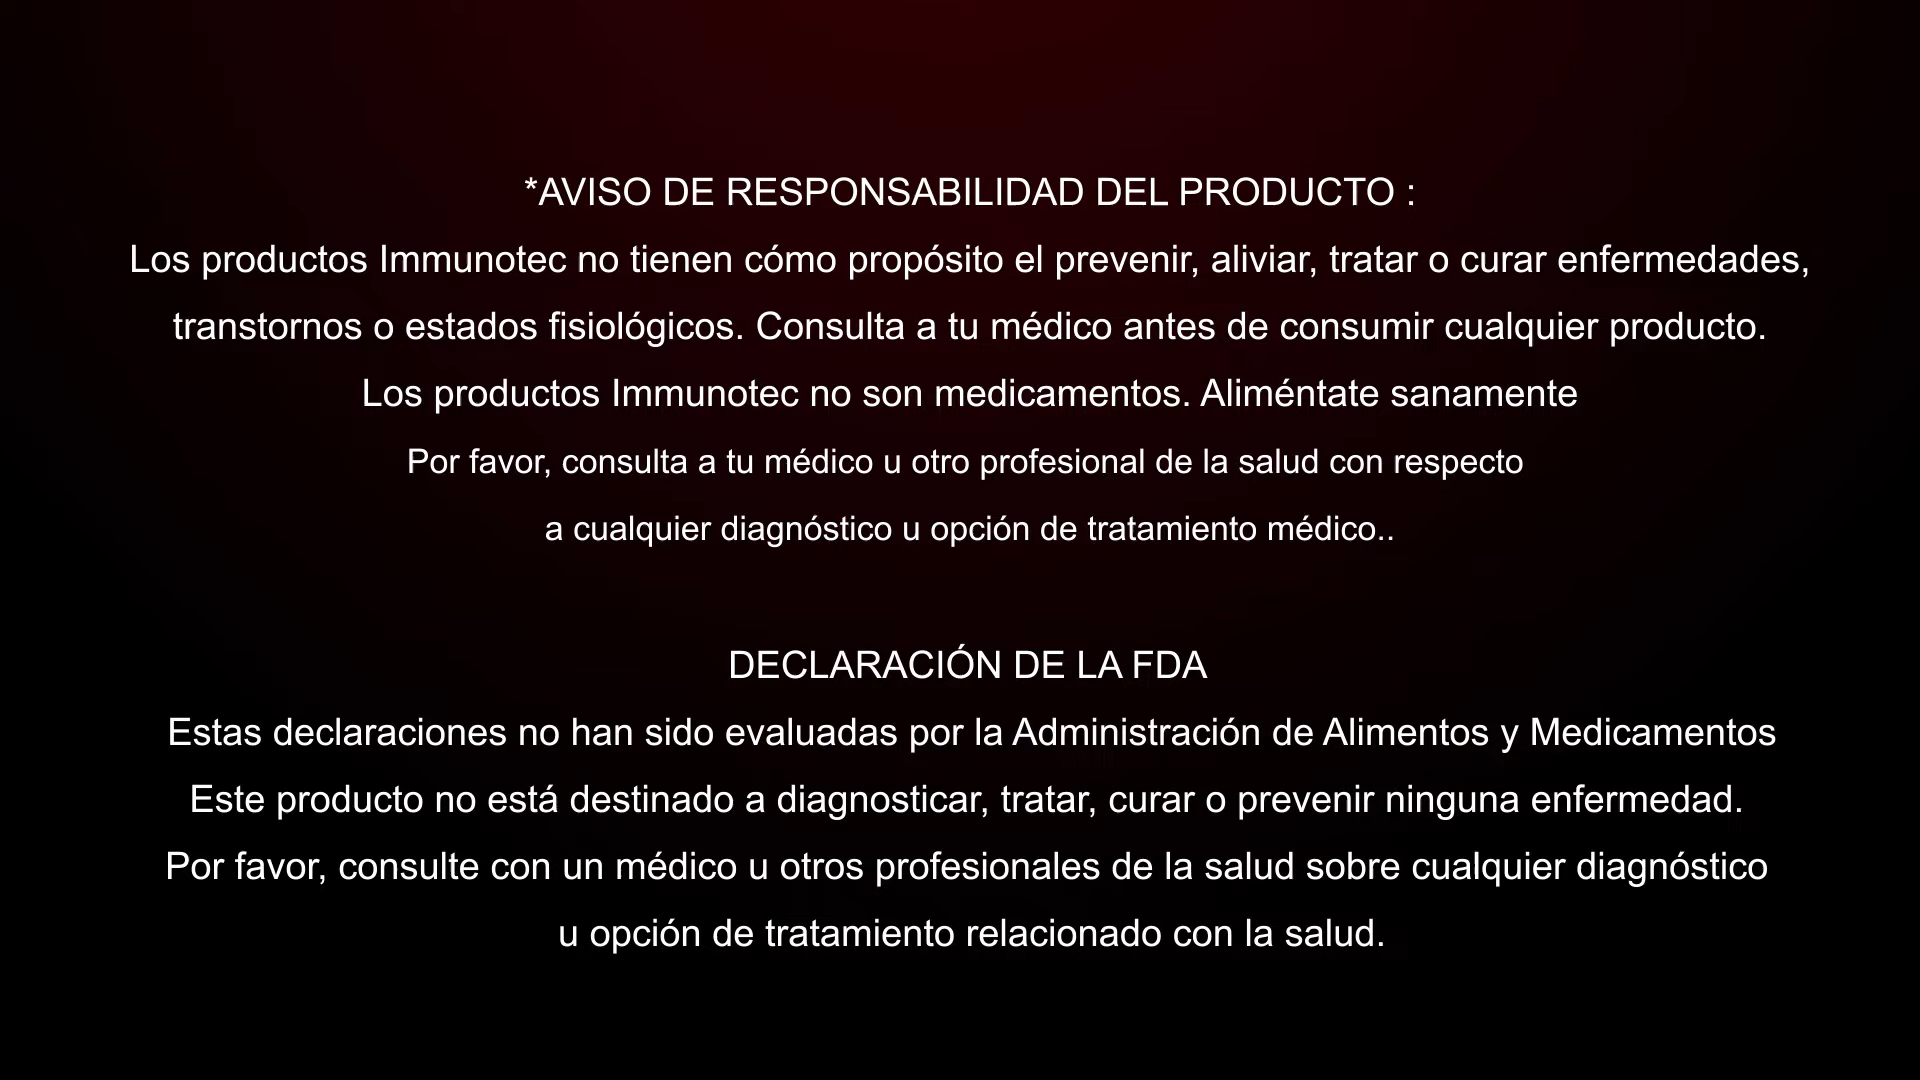 *AVISO DE RESPONSABILIDAD DEL PRODUCTO :
Los productos Immunotec no tienen cómo propósito el prevenir, aliviar, tratar o curar enfermedades,
transtornos o estados fisiológicos. Consulta a tu médico antes de consumir cualquier producto.
Los productos Immunotec no son medicamentos. Aliméntate sanamente
Por favor, consulta a tu médico u otro profesional de la salud con respecto
a cualquier diagnóstico u opción de tratamiento médico..
DECLARACIÓN DE LA FDA
Estas declaraciones no han sido evaluadas por la Administración de Alimentos y Medicamentos
Este producto no está destinado a diagnosticar, tratar, curar o prevenir ninguna enfermedad.
Por favor, consulte con un médico u otros profesionales de la salud sobre cualquier diagnóstico
u opción de tratamiento relacionado con la salud.